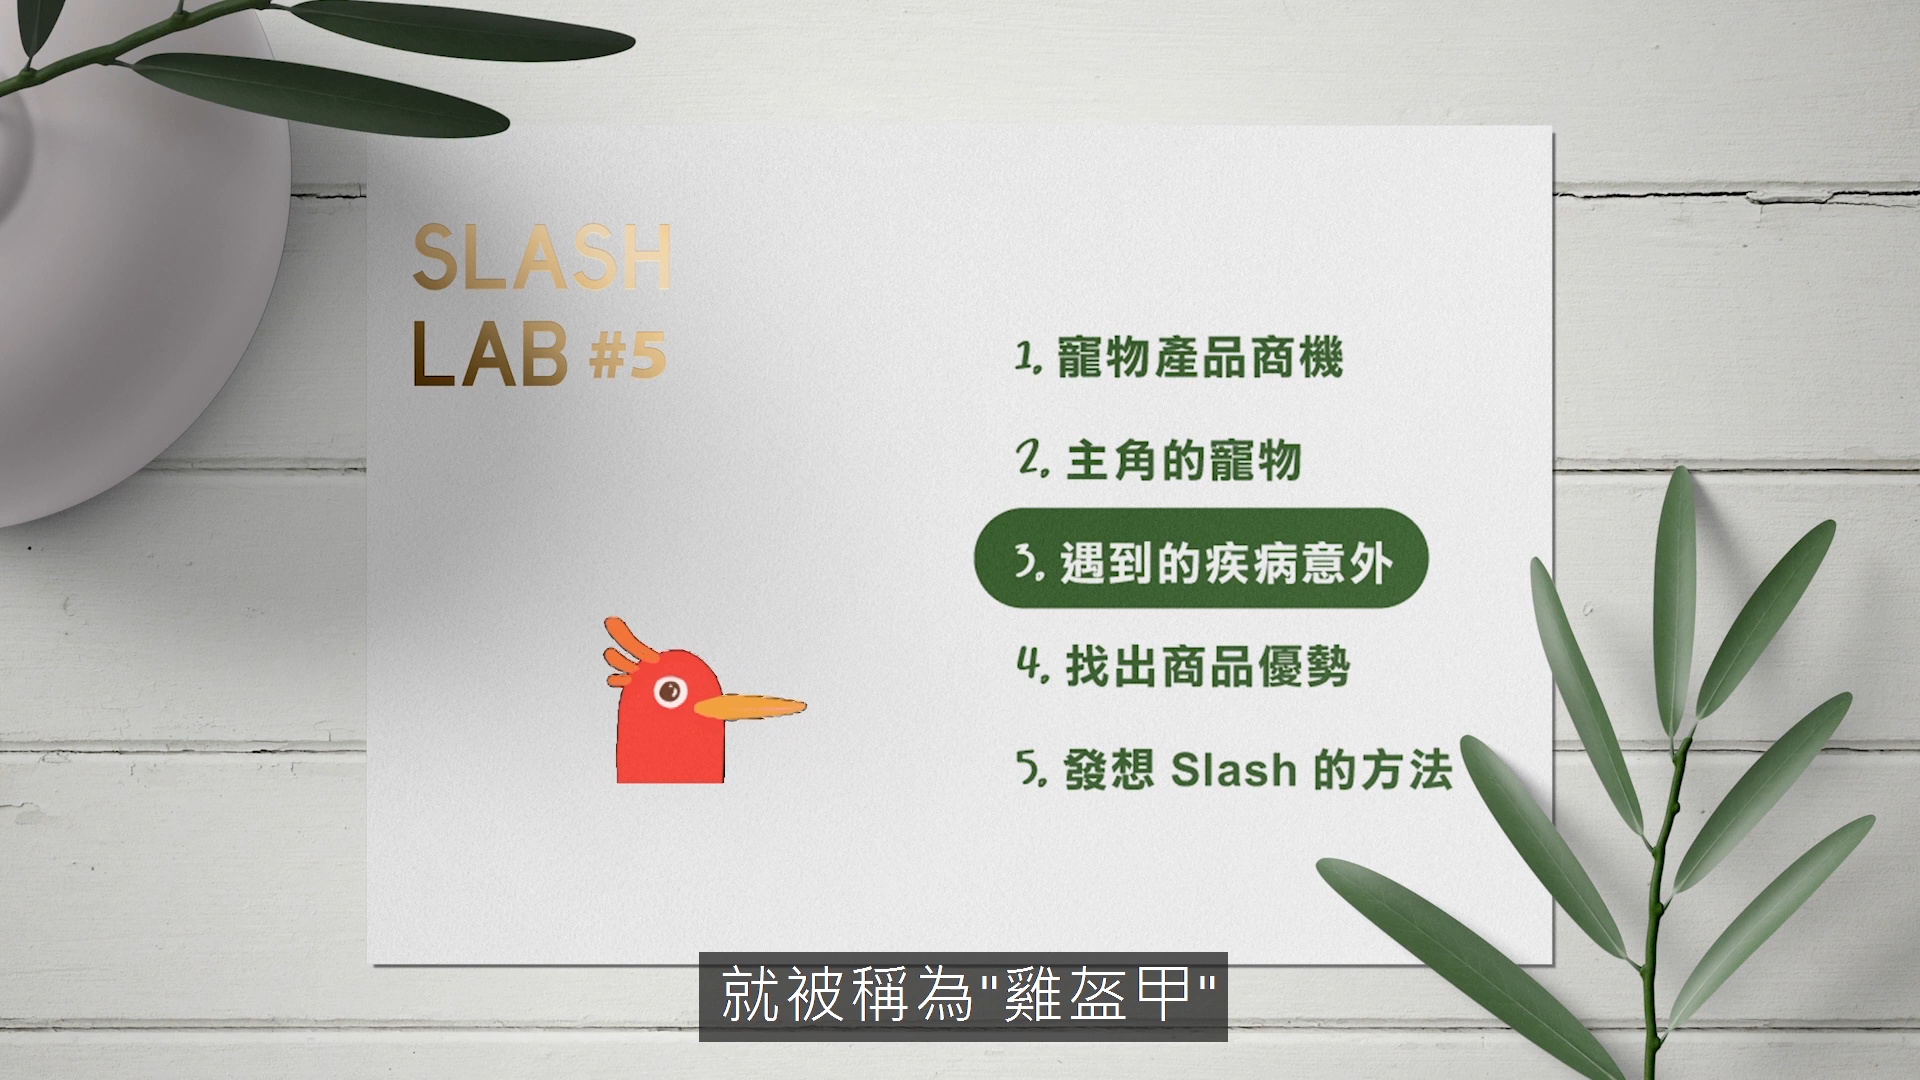 SLASH
LAB #5
1. 寵物產品商機
2. 主角的寵物
3. 遇到的疾病意外
4. 找出商品優勢
5. 發想 Slash 的方法
就被稱為"雞盔甲"